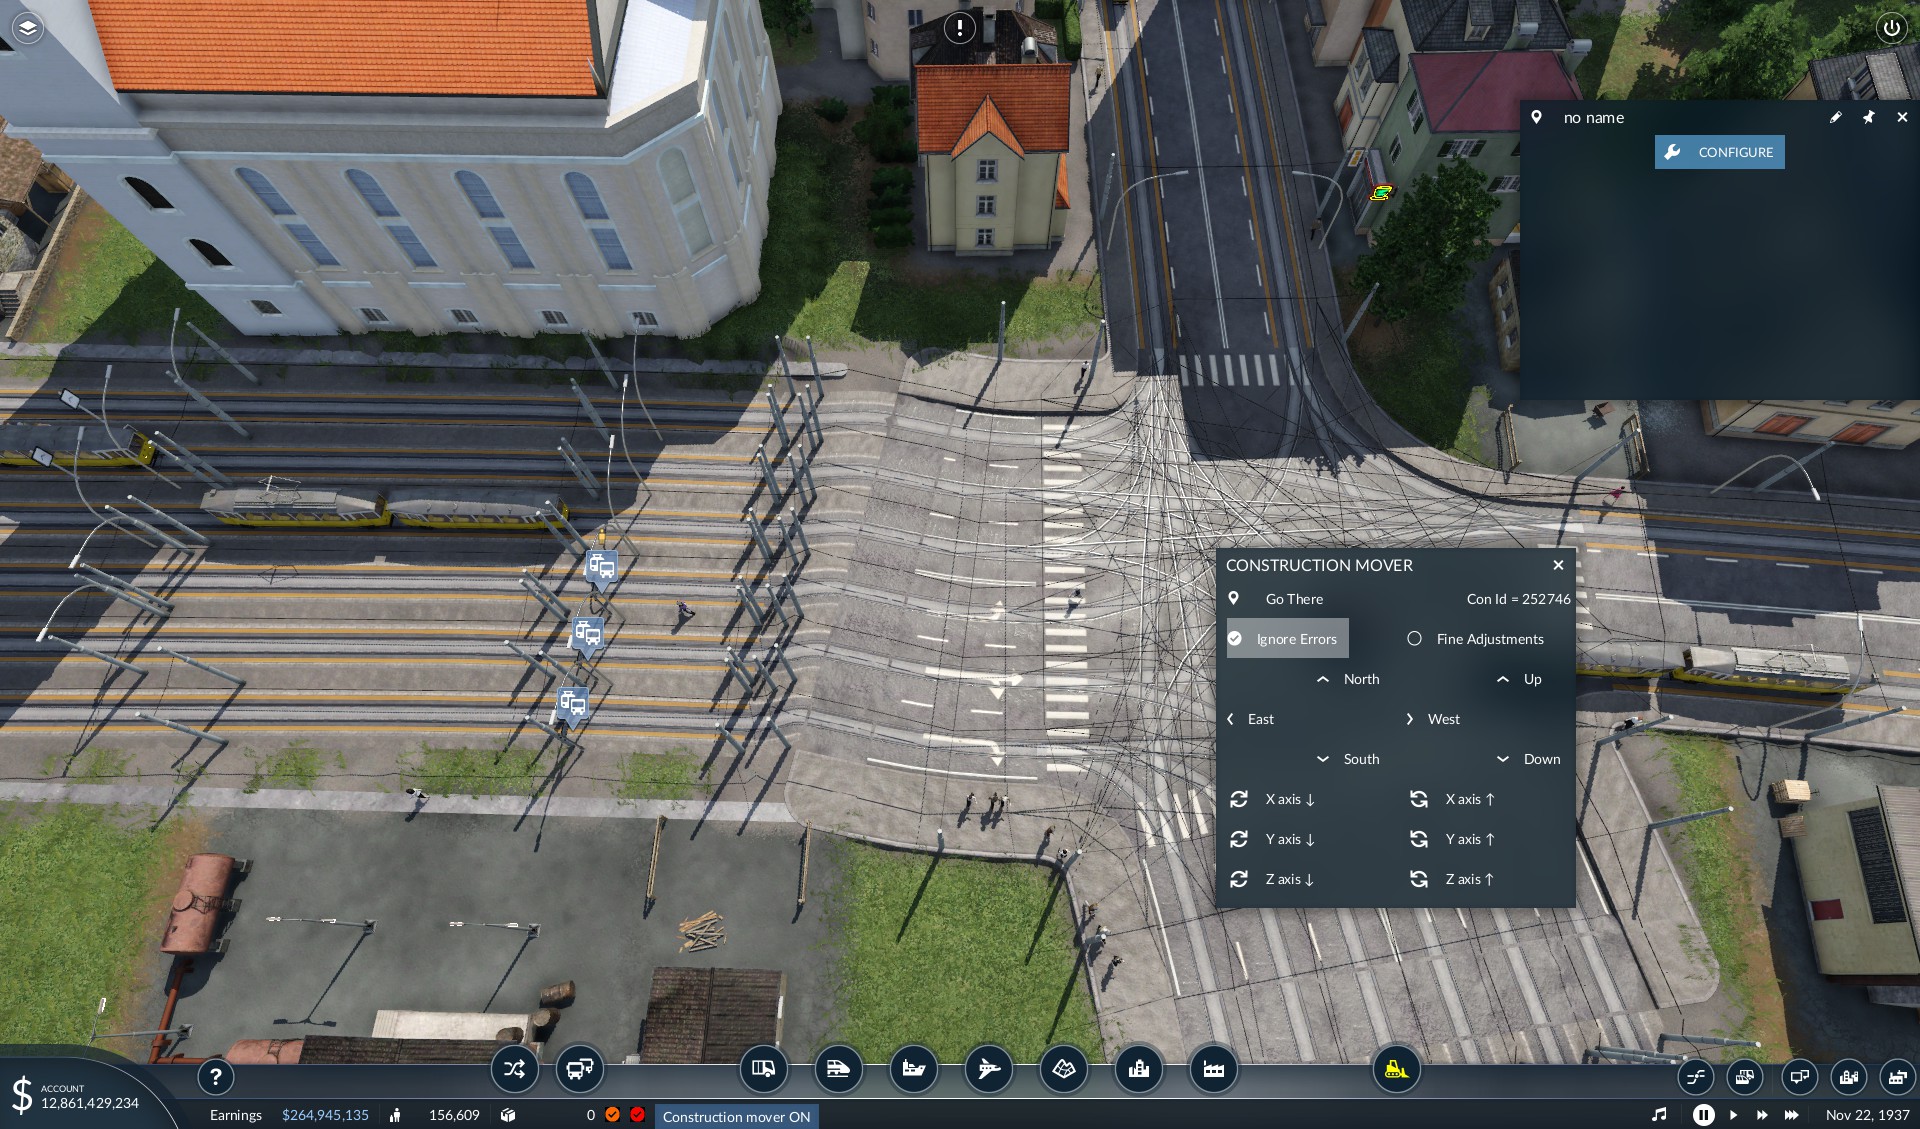 !
no name
CONFIGURE
CONSTRUCTION MOVER
Go There
Con Id = 252746
Ignore Errors
Fine Adjustments
North
Up
East
West
South
Down
X axis ↓
X axis ↑
Y axis ↓
Y axis ↑
Z axis ↓
Z axis ↑
?
$
ACCOUNT
12,861,429,234
Earnings
$264,945,135
156,609
0
Construction mover ON
Nov 22, 1937